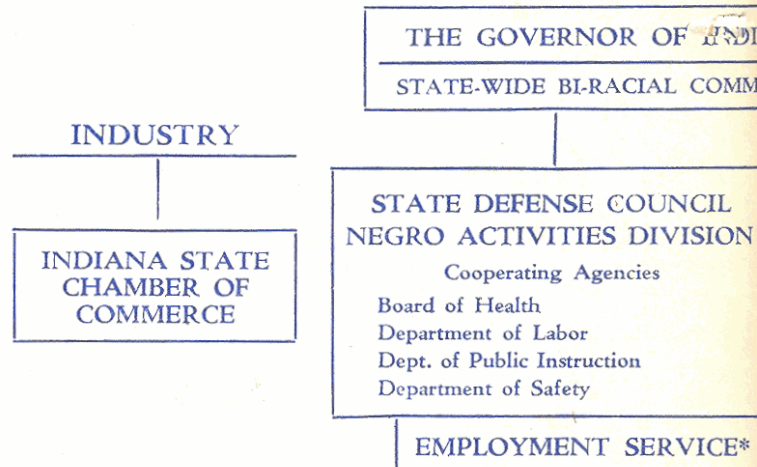 THE GOVERNOR OF
STATE-WIDE BI-RACIAL
INDUSTRY
INDIANA STATE
CHAMBER OF
COMMERCE
STATE DEFENSE COUNCIL
NEGRO ACTIVITIES DIVISION
Cooperating Agencies
Board of Health
Department of Labor
Dept. of Public Instruction
Department of Safety
EMPLOYMENT SERVICE*